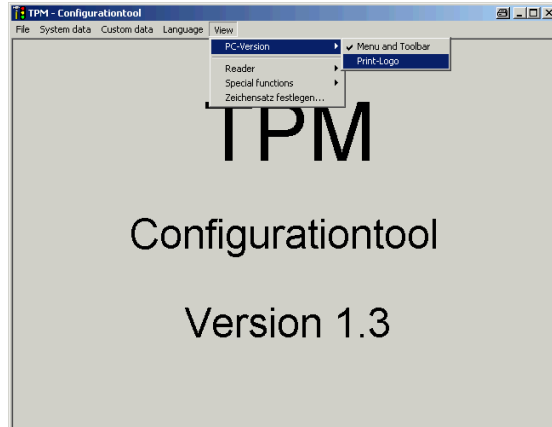 TPM - Configurationtool
File System data Custom data Language View
PC-Version
Menu and Toolbar
Print-Logo
Reader
Special functions
Zeichensatz festlegen...
TPM
Configurationtool
Version 1.3